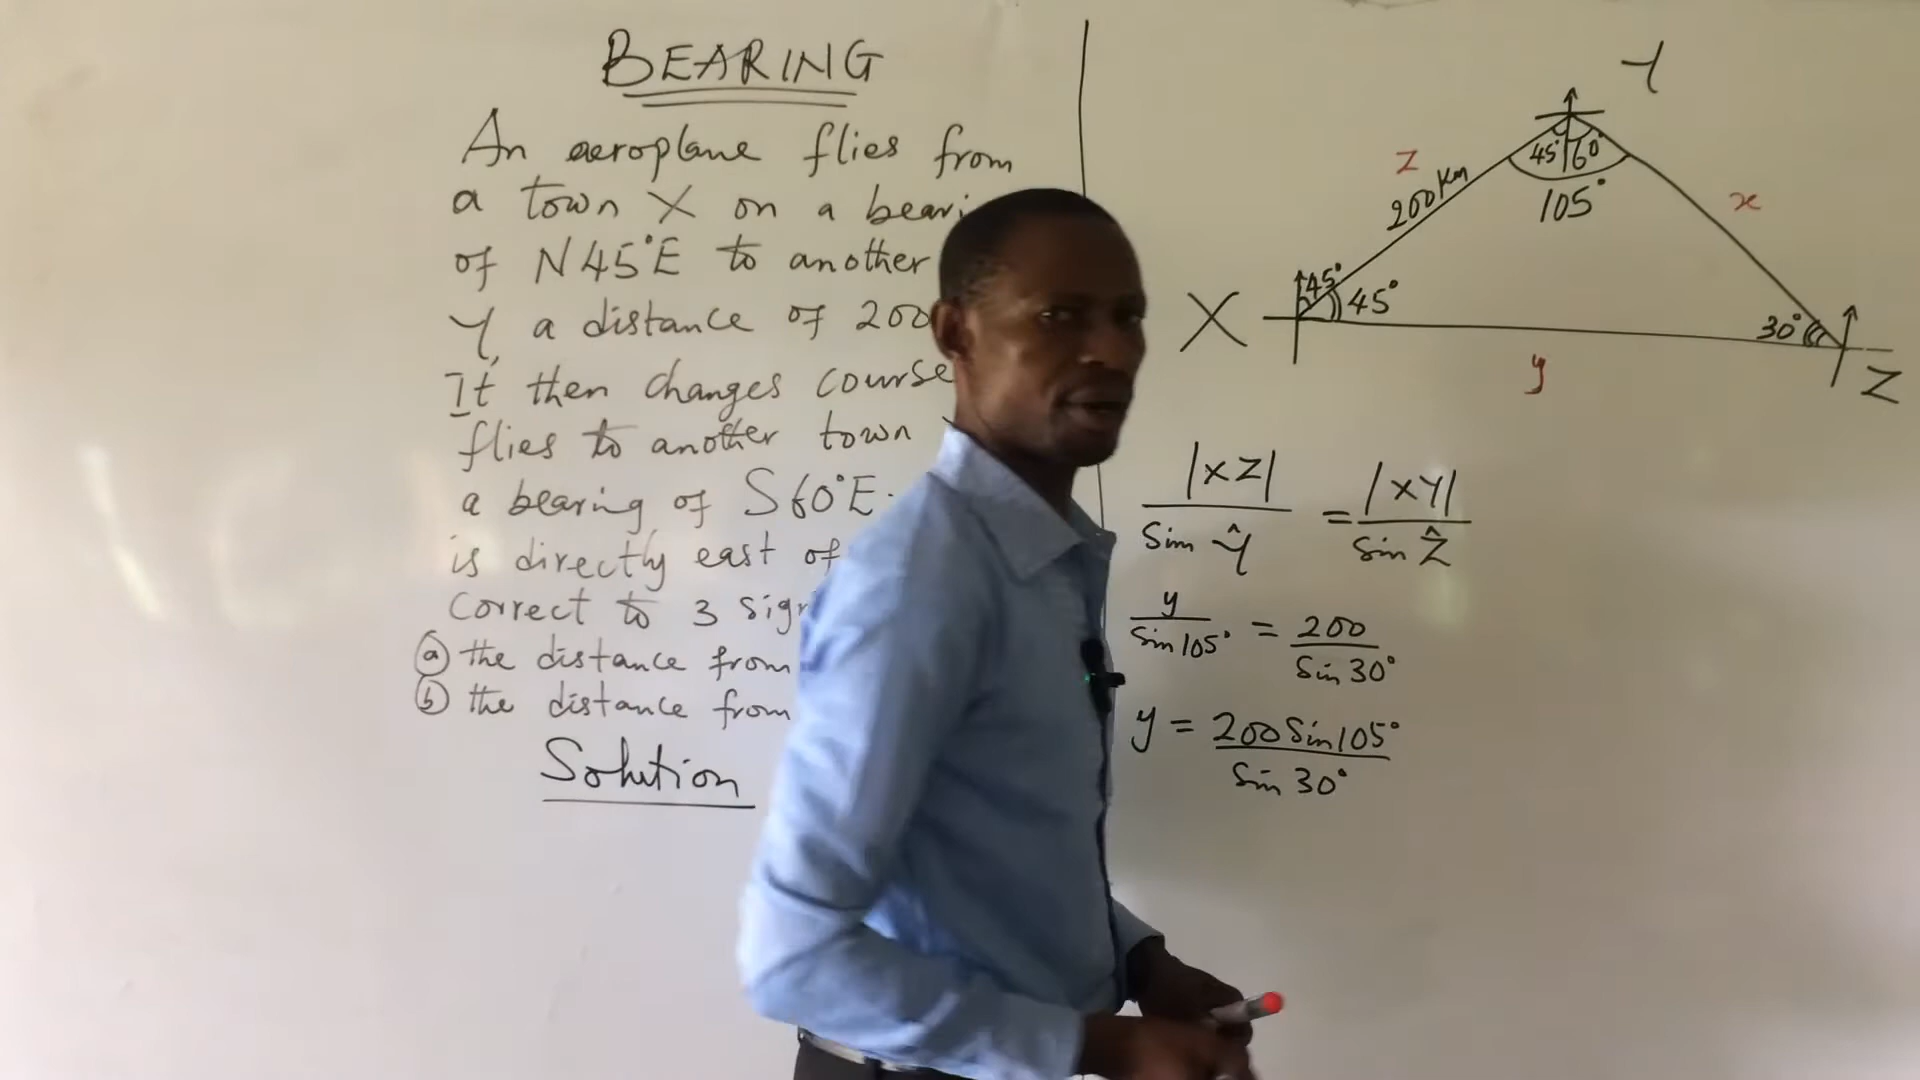 BEARING
An aeroplane flies from
a town X on a beari
of N45°E to another
Y, a distance of 200
It then changes course
flies to another town
a bearing of S60°E.
is directly east of
correct to 3 sig
(a) the distance from
(b) the distance from
Solution
Y
z
200km
45° 60°
105°
x
X
45°
45°
30°
y
Z
|XZ| / Sin Ŷ = |XY| / Sin Ẑ
y / Sin 105° = 200 / Sin 30°
y = 200 Sin 105° / Sin 30°